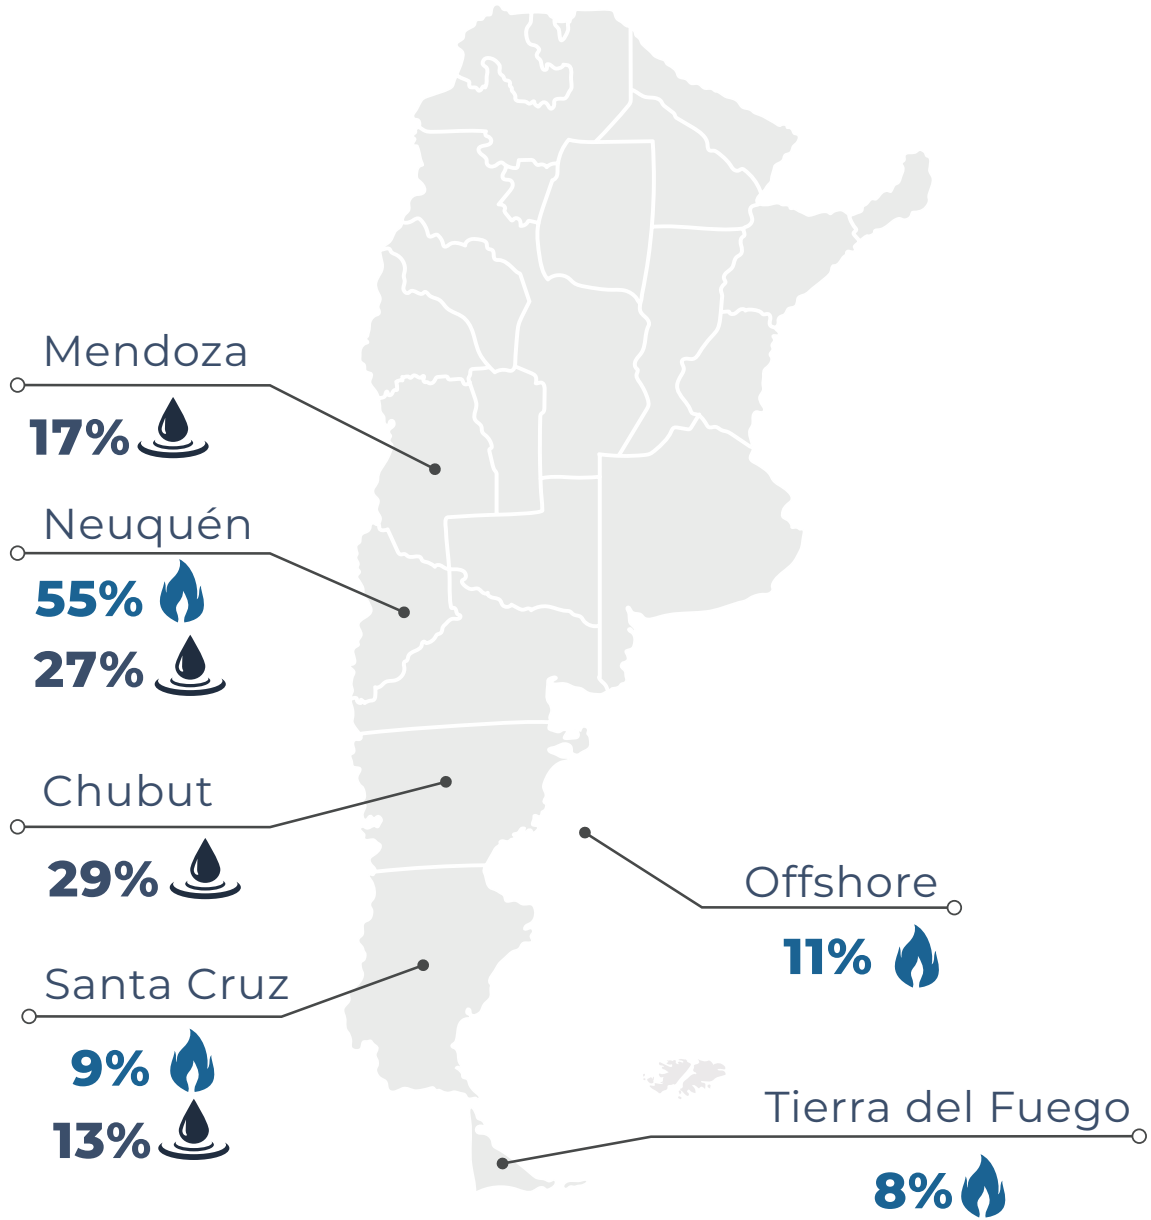 Mendoza
17%
Neuquén
55%
27%
Chubut
29%
Offshore
11%
Santa Cruz
9%
13%
Tierra del Fuego
8%